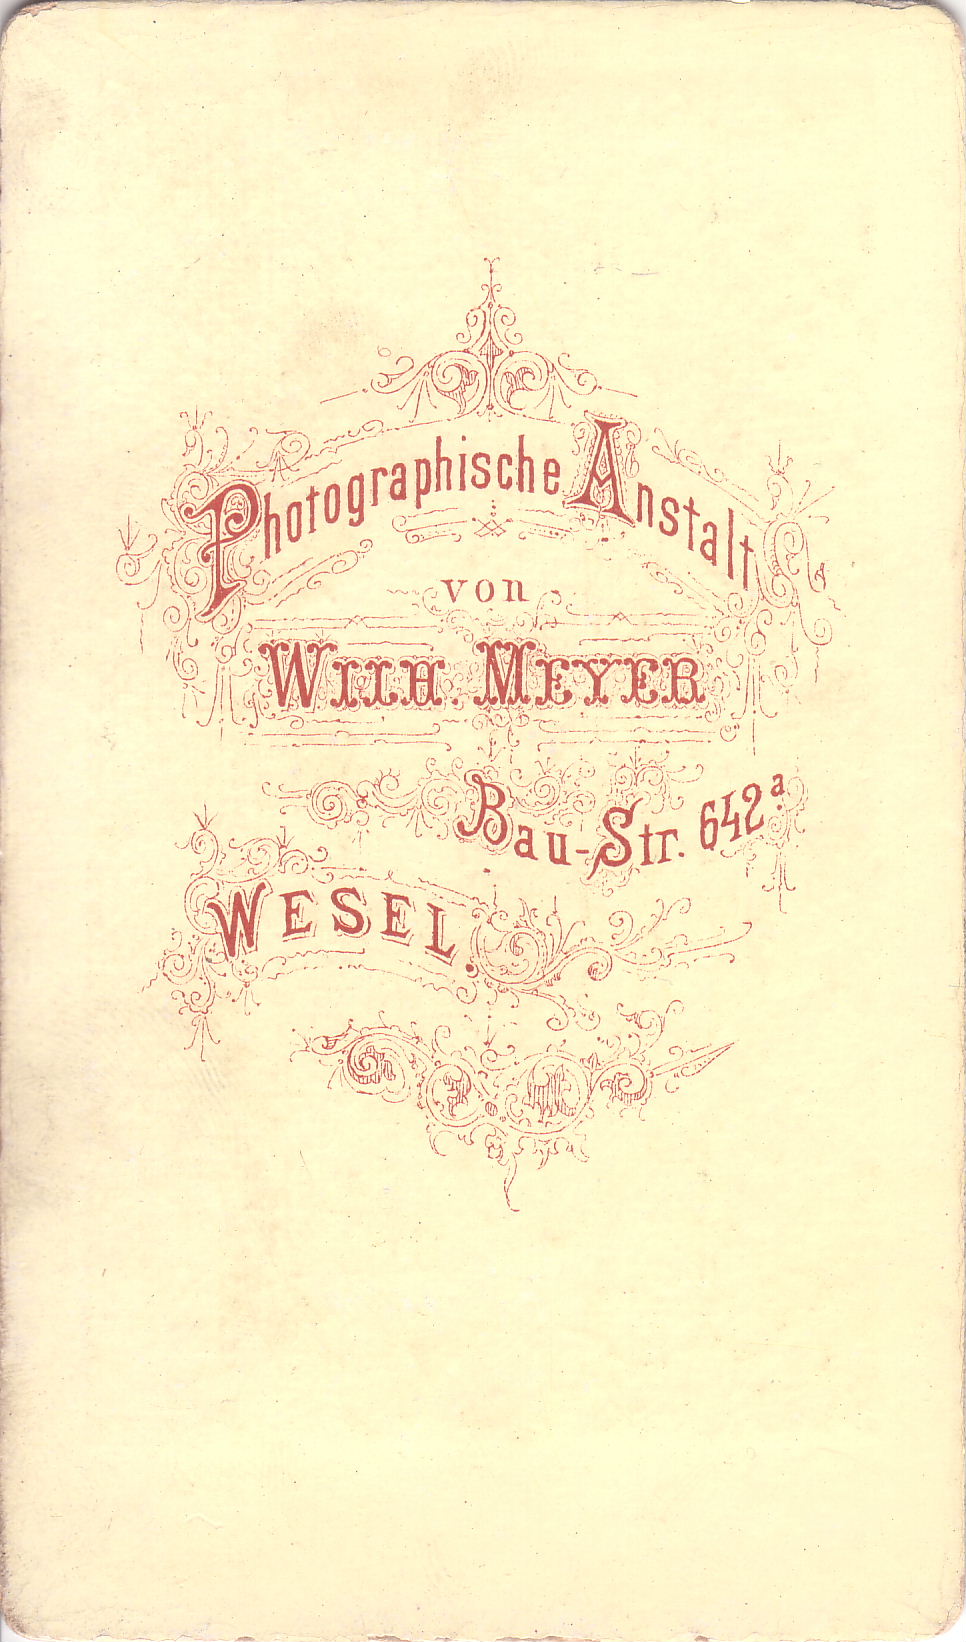 Photographische Anstalt
von
WILH. MEYER
Bau-Str. 642ª
WESEL.